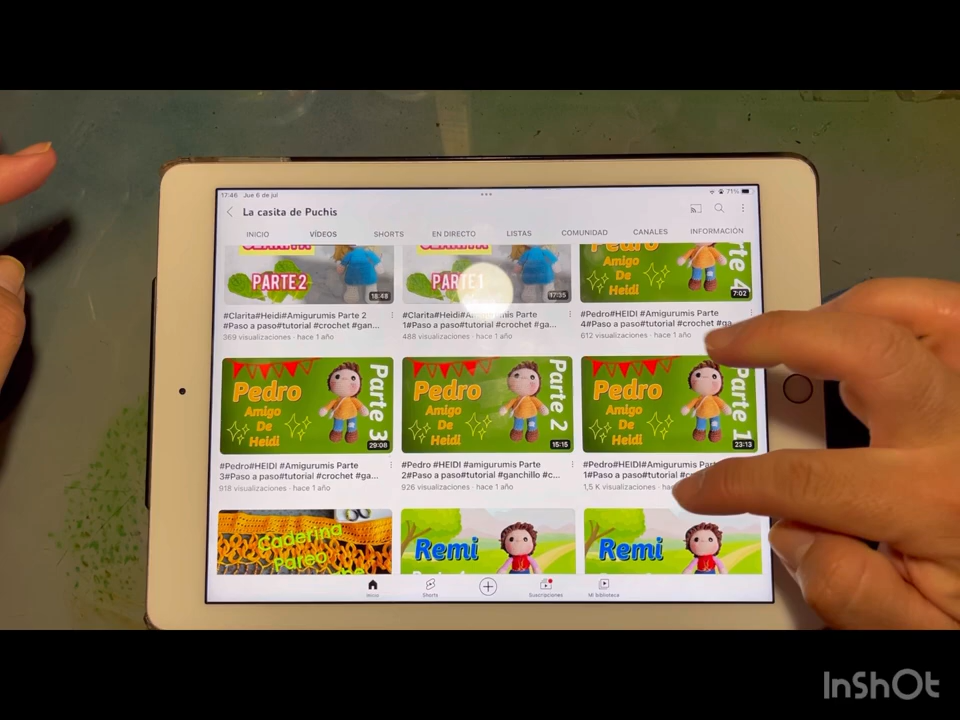 17:46 Jue 6 de jul
71%
La casita de Puchis
INICIO VÍDEOS SHORTS EN DIRECTO LISTAS COMUNIDAD CANALES INFORMACIÓN
PARTE 2
18:48
PARTE 1
17:35
Amigo
De
Heidi
Parte 4
7:02
#Clarita#Heidi#Amigurumis Parte 2
#Paso a paso#tutorial #crochet #gan...
369 visualizaciones · hace 1 año
#Clarita#Heidi#Amigurumis Parte
1#Paso a paso#tutorial #crochet #ga...
488 visualizaciones · hace 1 año
#Pedro#HEIDI#Amigurumis Parte
4#Paso a paso#tutorial #crochet #ga...
612 visualizaciones · hace 1 año
Pedro
Amigo
De
Heidi
Parte 3
29:08
Pedro
Amigo
De
Heidi
Parte 2
15:15
Pedro
Amigo
De
Heidi
Parte 1
23:13
#Pedro#HEIDI #Amigurumis Parte
3#Paso a paso#tutorial #crochet #ga...
918 visualizaciones · hace 1 año
#Pedro #HEIDI #amigurumis Parte
2#Paso a paso#tutorial #ganchillo #c...
926 visualizaciones · hace 1 año
#Pedro#HEIDI#Amigurumis
1#Paso a paso#tutorial #crochet
1,5 K visualizaciones
Caderina
Pareo
Remi
Remi
Inicio
Shorts
Suscripciones
Mi biblioteca
InShOt